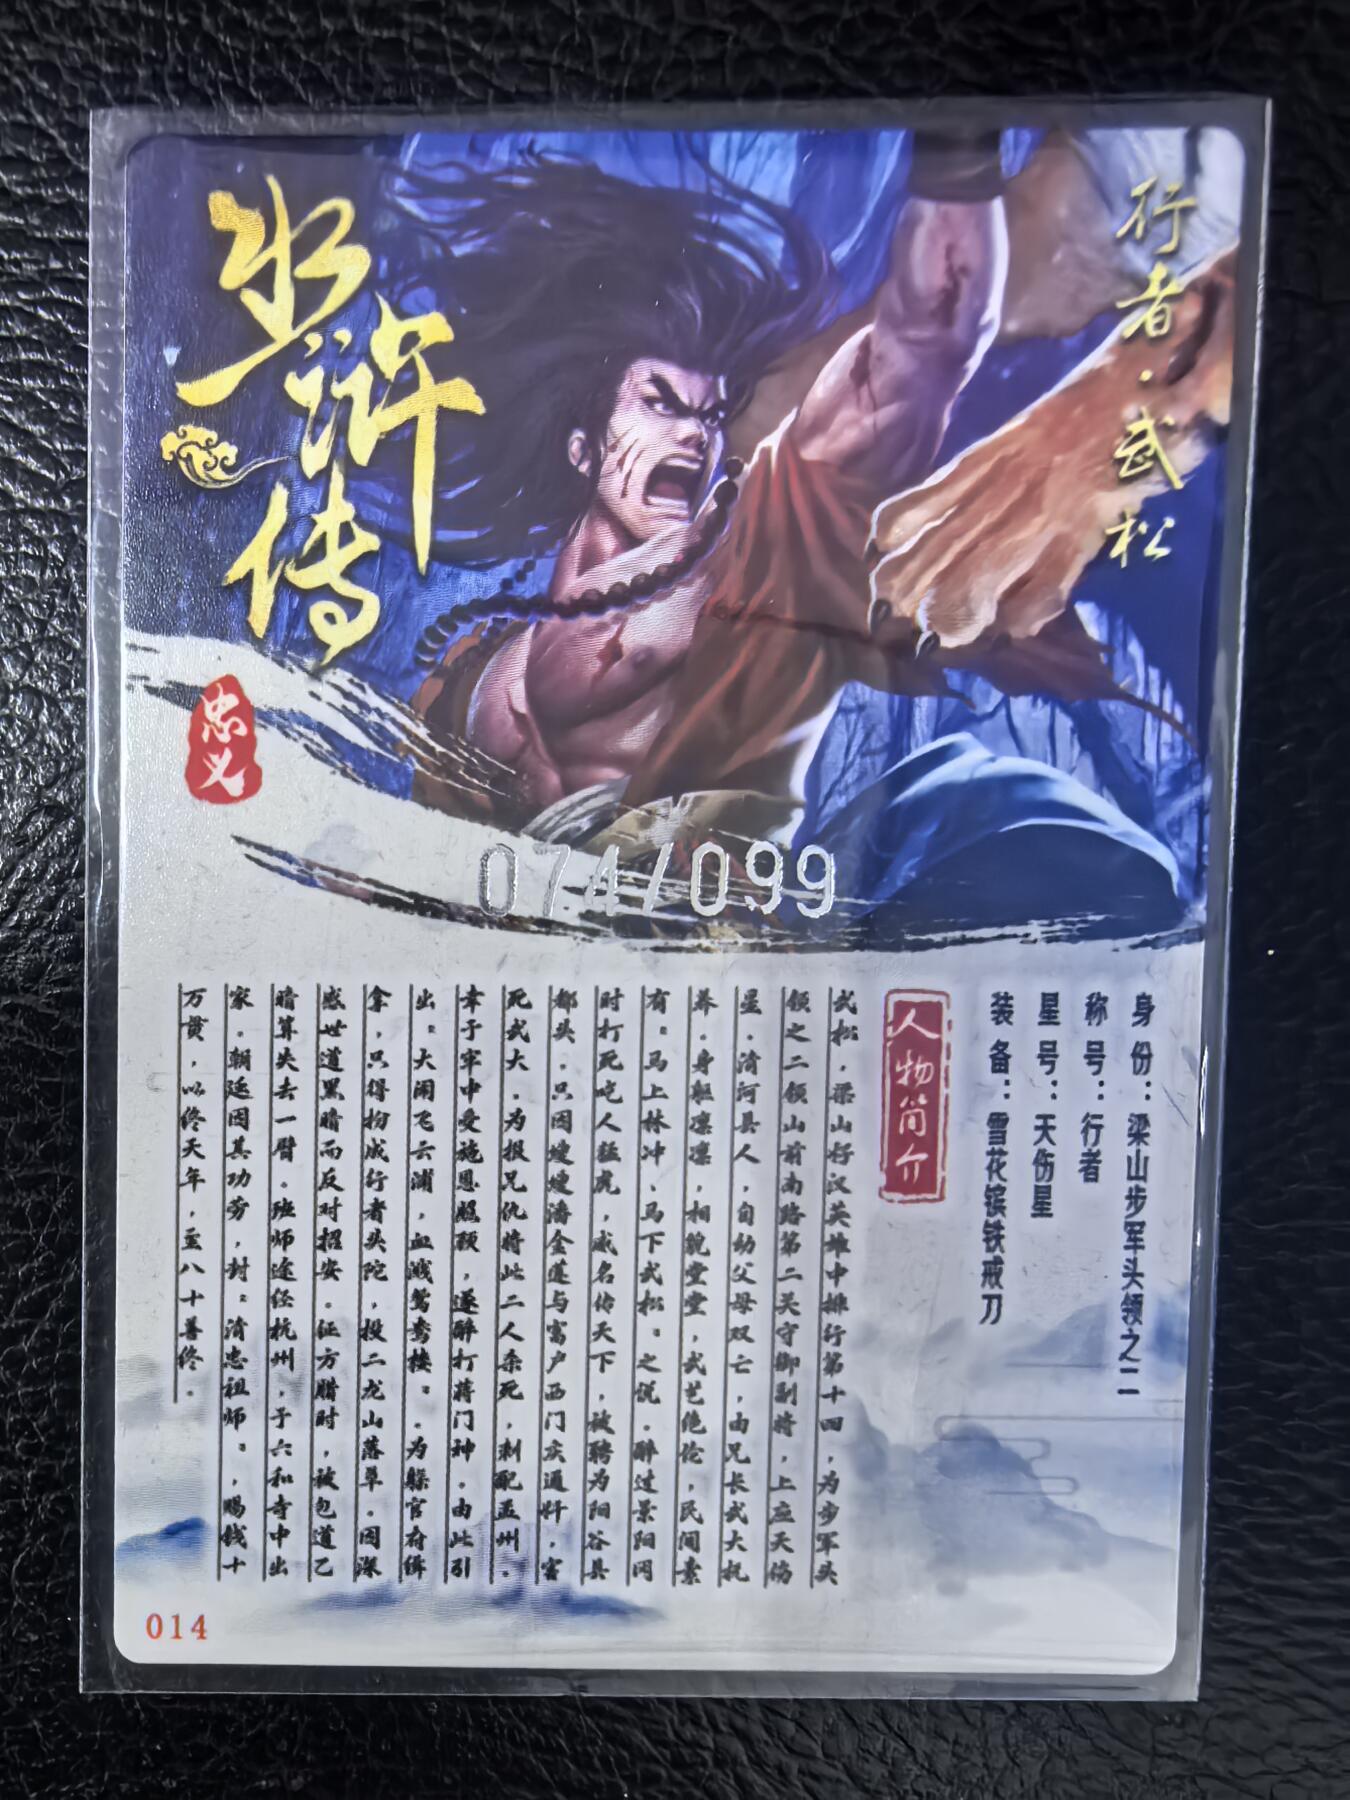 水浒传
忠义
行者·武松
074/099
身份：梁山步军头领之二
称号：行者
星号：天伤星
装备：雪花镔铁戒刀
人物简介
武松，梁山好汉英雄中排行第十四，为步军头
领之二领山前南路第二关守御副将，上应天伤
星．清河县人，自幼父母双亡，由兄长武大抚
养．身躯凛凛，相貌堂堂，武艺绝伦，民间素
有：马上林冲、马下武松：之说．醉过景阳冈
时打死吃人猛虎，威名传天下，被聘为阳谷县
都头，只因嫂嫂潘金莲与富户西门庆通奸，害
死武大．为报兄仇将此二人杀死，刺配孟州．
幸于牢中受施恩照顾，遂醉打蒋门神．由此引
出：大闹飞云浦，血溅鸳鸯楼：．为躲官府缉
拿，只得扮成行者头陀，投二龙山落草．因深
感世道黑暗而反对招安．征方腊时，被包道乙
暗算失去一臂．班师途经杭州，于六和寺中出
家．朝廷因其功劳，封：清忠祖师：，赐钱十
万贯，以终天年，至八十善终．
014